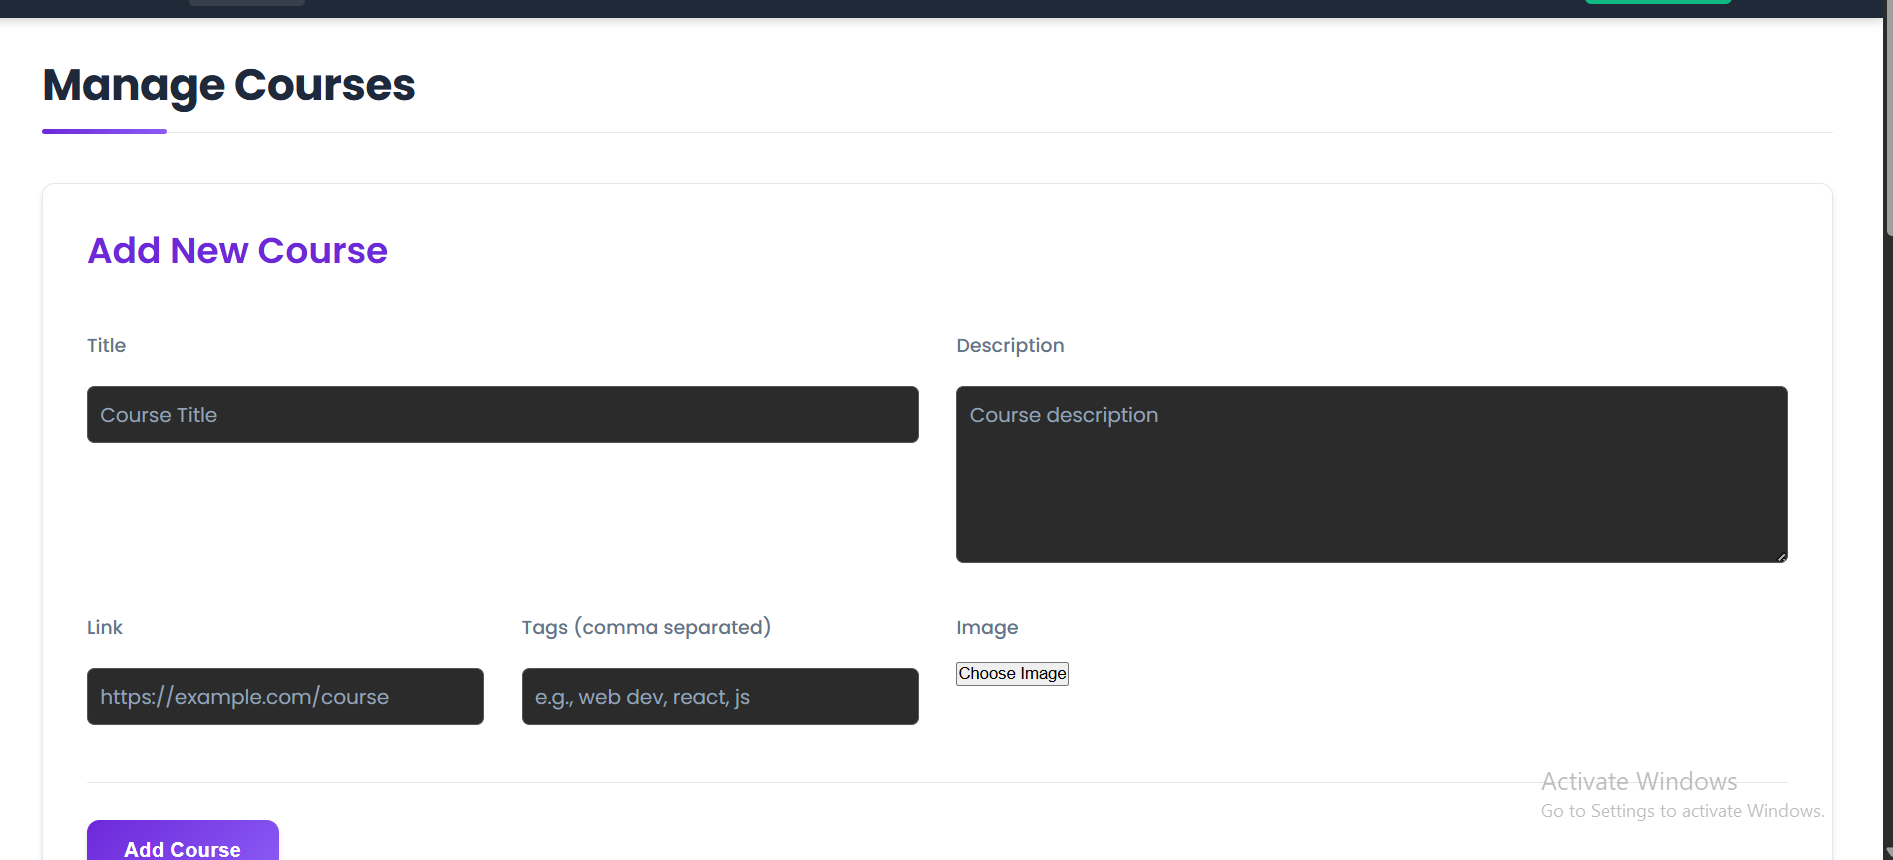 Manage Courses
Add New Course
Title
Description
Course Title
Course description
Link
Tags (comma separated)
Image
https://example.com/course
e.g., web dev, react, js
Choose Image
Activate Windows
Go to Settings to activate Windows.
Add Course